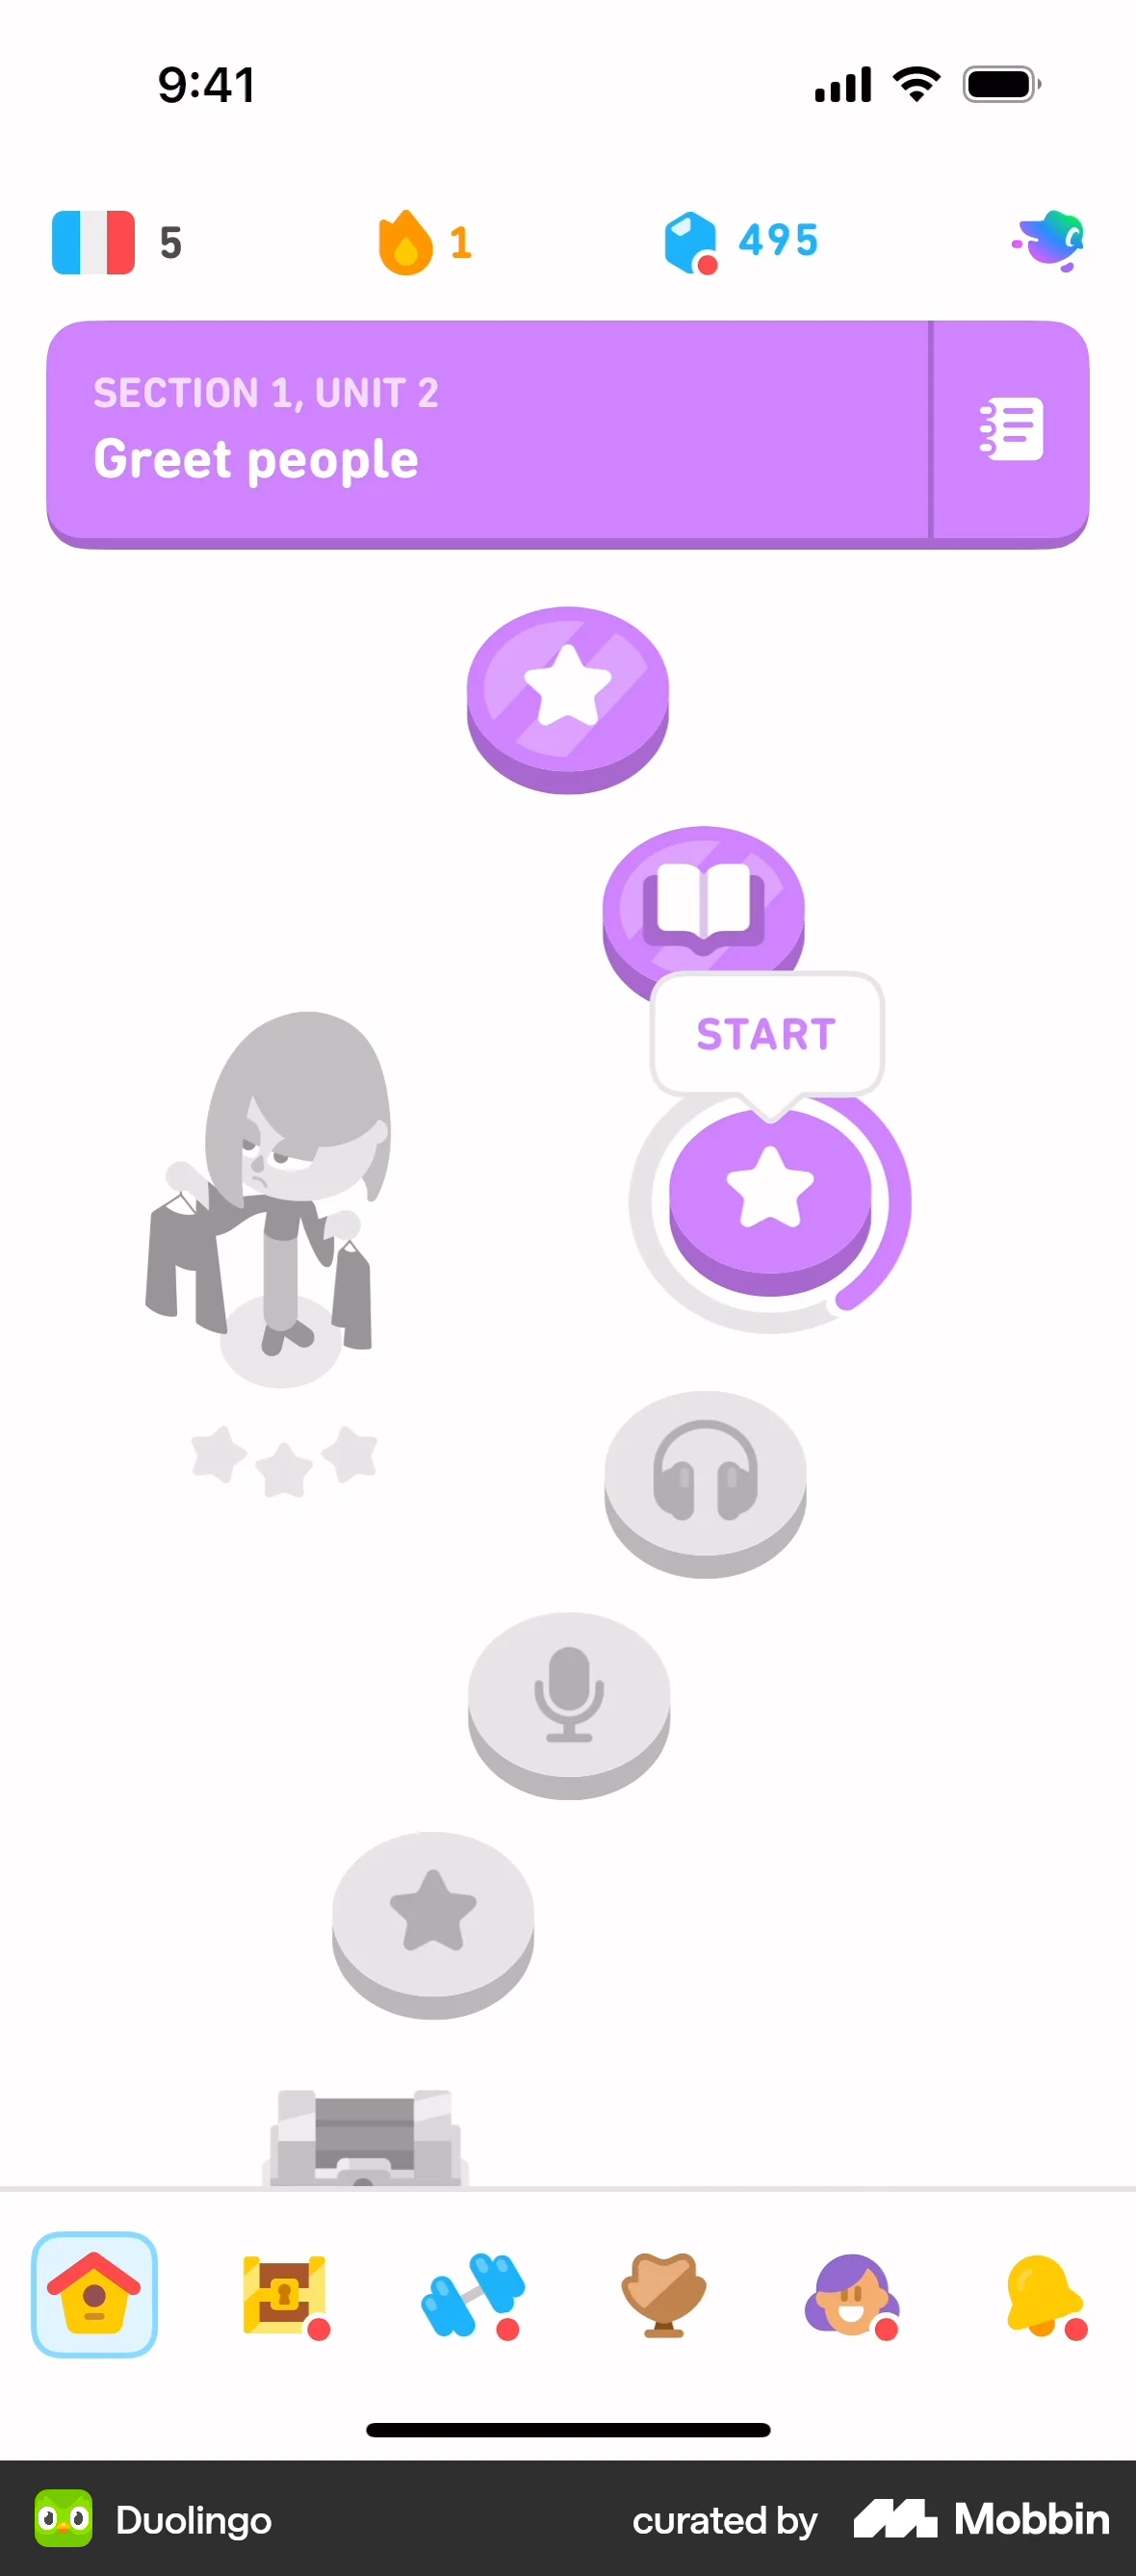 9:41
5
1
495
SECTION 1, UNIT 2
Greet people
START
Duolingo
curated by Mobbin